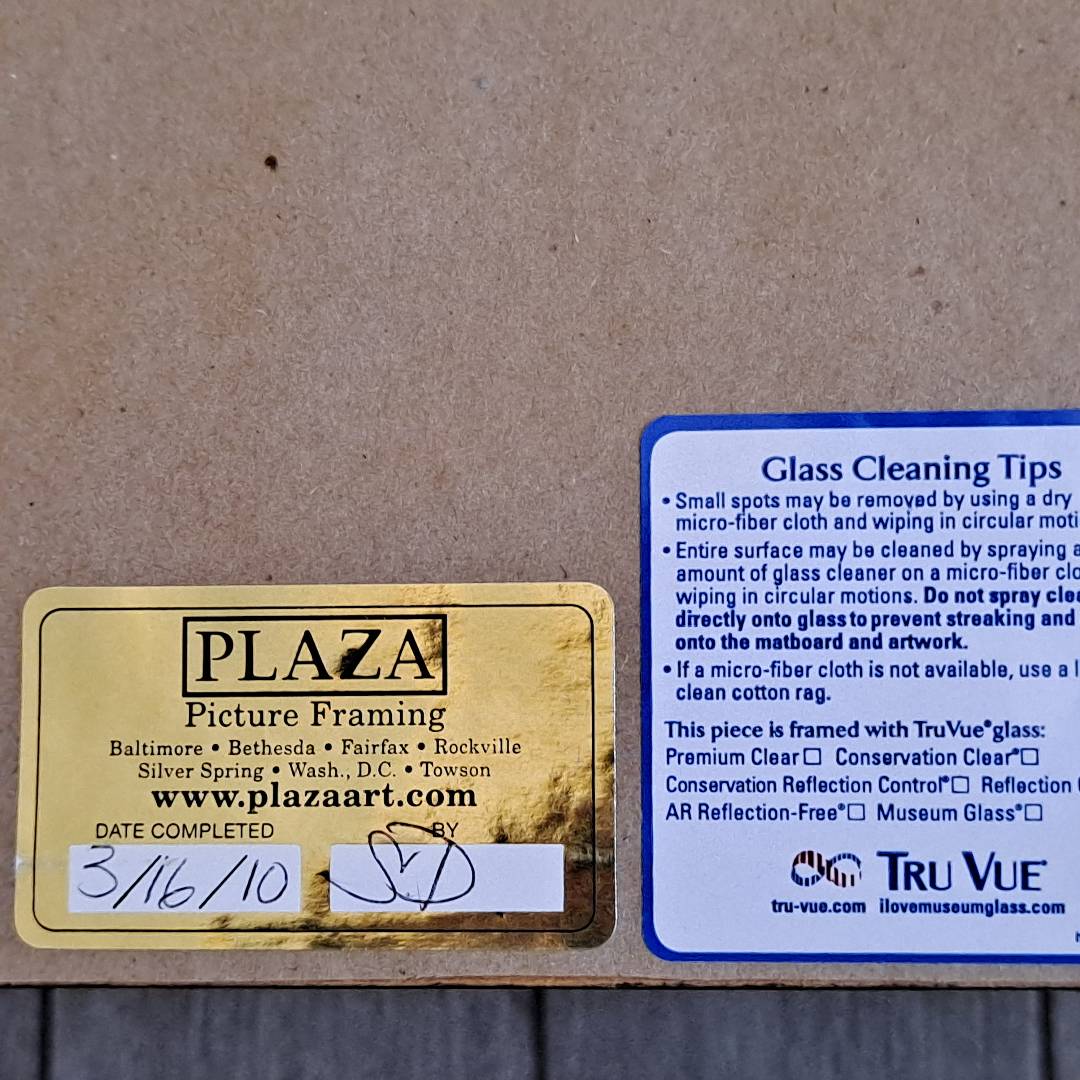 PLAZA
Picture Framing
Baltimore • Bethesda • Fairfax • Rockville
Silver Spring • Wash., D.C. • Towson
www.plazaart.com
DATE COMPLETED BY
3/16/10
Glass Cleaning Tips
• Small spots may be removed by using a dry
micro-fiber cloth and wiping in circular moti
• Entire surface may be cleaned by spraying a
amount of glass cleaner on a micro-fiber clo
wiping in circular motions. Do not spray clea
directly onto glass to prevent streaking and
onto the matboard and artwork.
• If a micro-fiber cloth is not available, use a l
clean cotton rag.
This piece is framed with TruVue® glass:
Premium Clear☐ Conservation Clear®☐
Conservation Reflection Control®☐ Reflection
AR Reflection-Free®☐ Museum Glass®☐
TRU VUE
tru-vue.com ilovemuseumglass.com